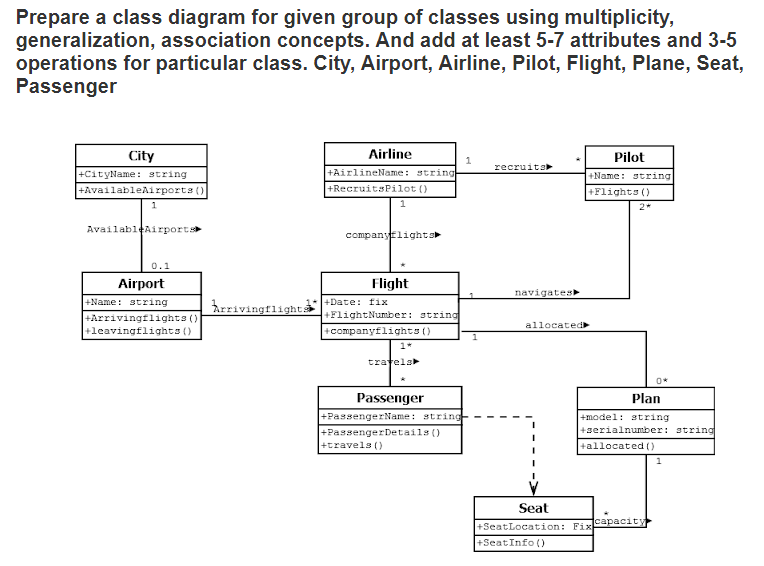 Prepare a class diagram for given group of classes using multiplicity,
generalization, association concepts. And add at least 5-7 attributes and 3-5
operations for particular class. City, Airport, Airline, Pilot, Flight, Plane, Seat,
Passenger
City
+CityName: string
+AvailableAirports()
1
AvailableAirports
0.1
Airline
+AirlineName: string
+RecruitsPilot()
1
recruits
*
1
companyflights
*
Pilot
+Name: string
+Flights()
2*
Airport
+Name: string
+Arrivingflights()
+leavingflights()
1
Arrivingflights
1*
Flight
+Date: fix
+FlightNumber: string
+companyflights()
1
navigates
1
allocated
0*
1*
travels
*
Passenger
+PassengerName: string
+PassengerDetails()
+travels()
Plan
+model: string
+serialnumber: string
+allocated()
1
Seat
+SeatLocation: Fix
+SeatInfo()
*
capacity